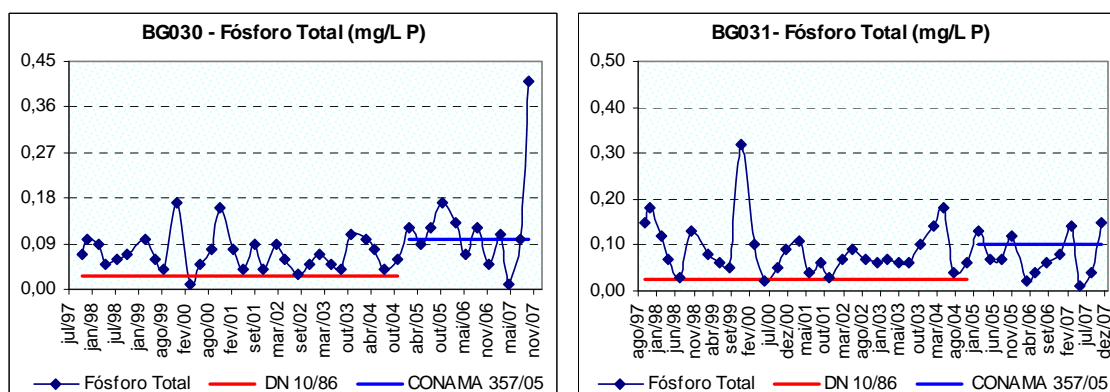 BG030 - Fósforo Total (mg/L P)
0,45
0,36
0,27
0,18
0,09
0,00
jul/97
jan/98
jul/98
jan/99
ago/99
fev/00
ago/00
fev/01
set/01
mar/02
set/02
mar/03
out/03
abr/04
out/04
abr/05
out/05
mai/06
nov/06
mai/07
nov/07
Fósforo Total
DN 10/86
CONAMA 357/05
BG031- Fósforo Total (mg/L P)
0,50
0,40
0,30
0,20
0,10
0,00
ago/97
jan/98
jun/98
nov/98
abr/99
set/99
fev/00
jul/00
dez/00
mai/01
out/01
mar/02
ago/02
jan/03
jun/03
nov/03
mar/04
ago/04
jan/05
jun/05
nov/05
abr/06
set/06
fev/07
jul/07
dez/07
Fósforo Total
DN 10/86
CONAMA 357/05